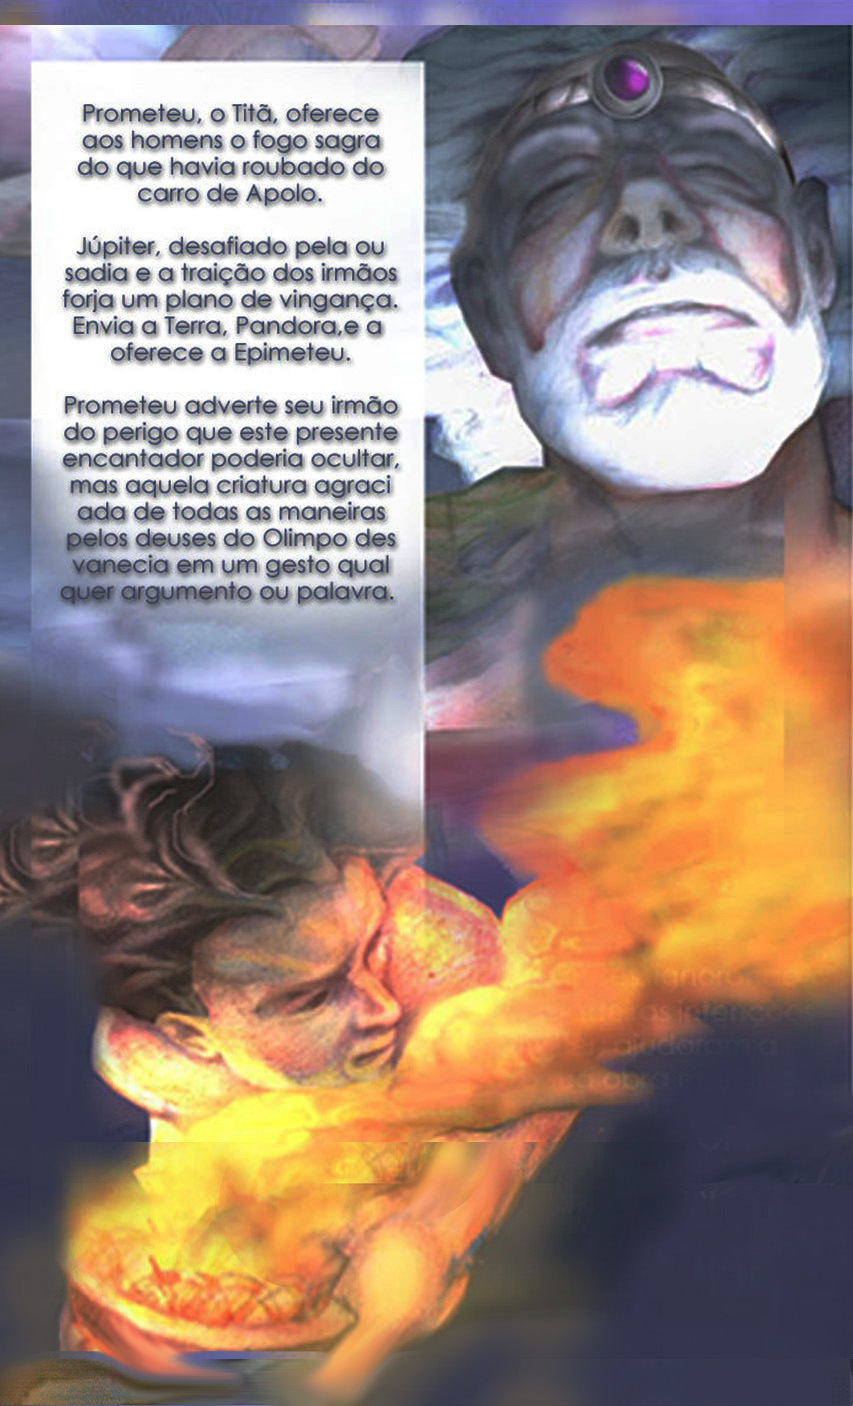 Prometeu, o Titã, oferece
aos homens o fogo sagra
do que havia roubado do
carro de Apolo.
Júpiter, desafiado pela ou
sadia e a traição dos irmãos
forja um plano de vingança.
Envia a Terra, Pandora,e a
oferece a Epimeteu.
Prometeu adverte seu irmão
do perigo que este presente
encantador poderia ocultar,
mas aquela criatura agraci
ada de todas as maneiras
pelos deuses do Olimpo des
vanecia em um gesto qual
quer argumento ou palavra.